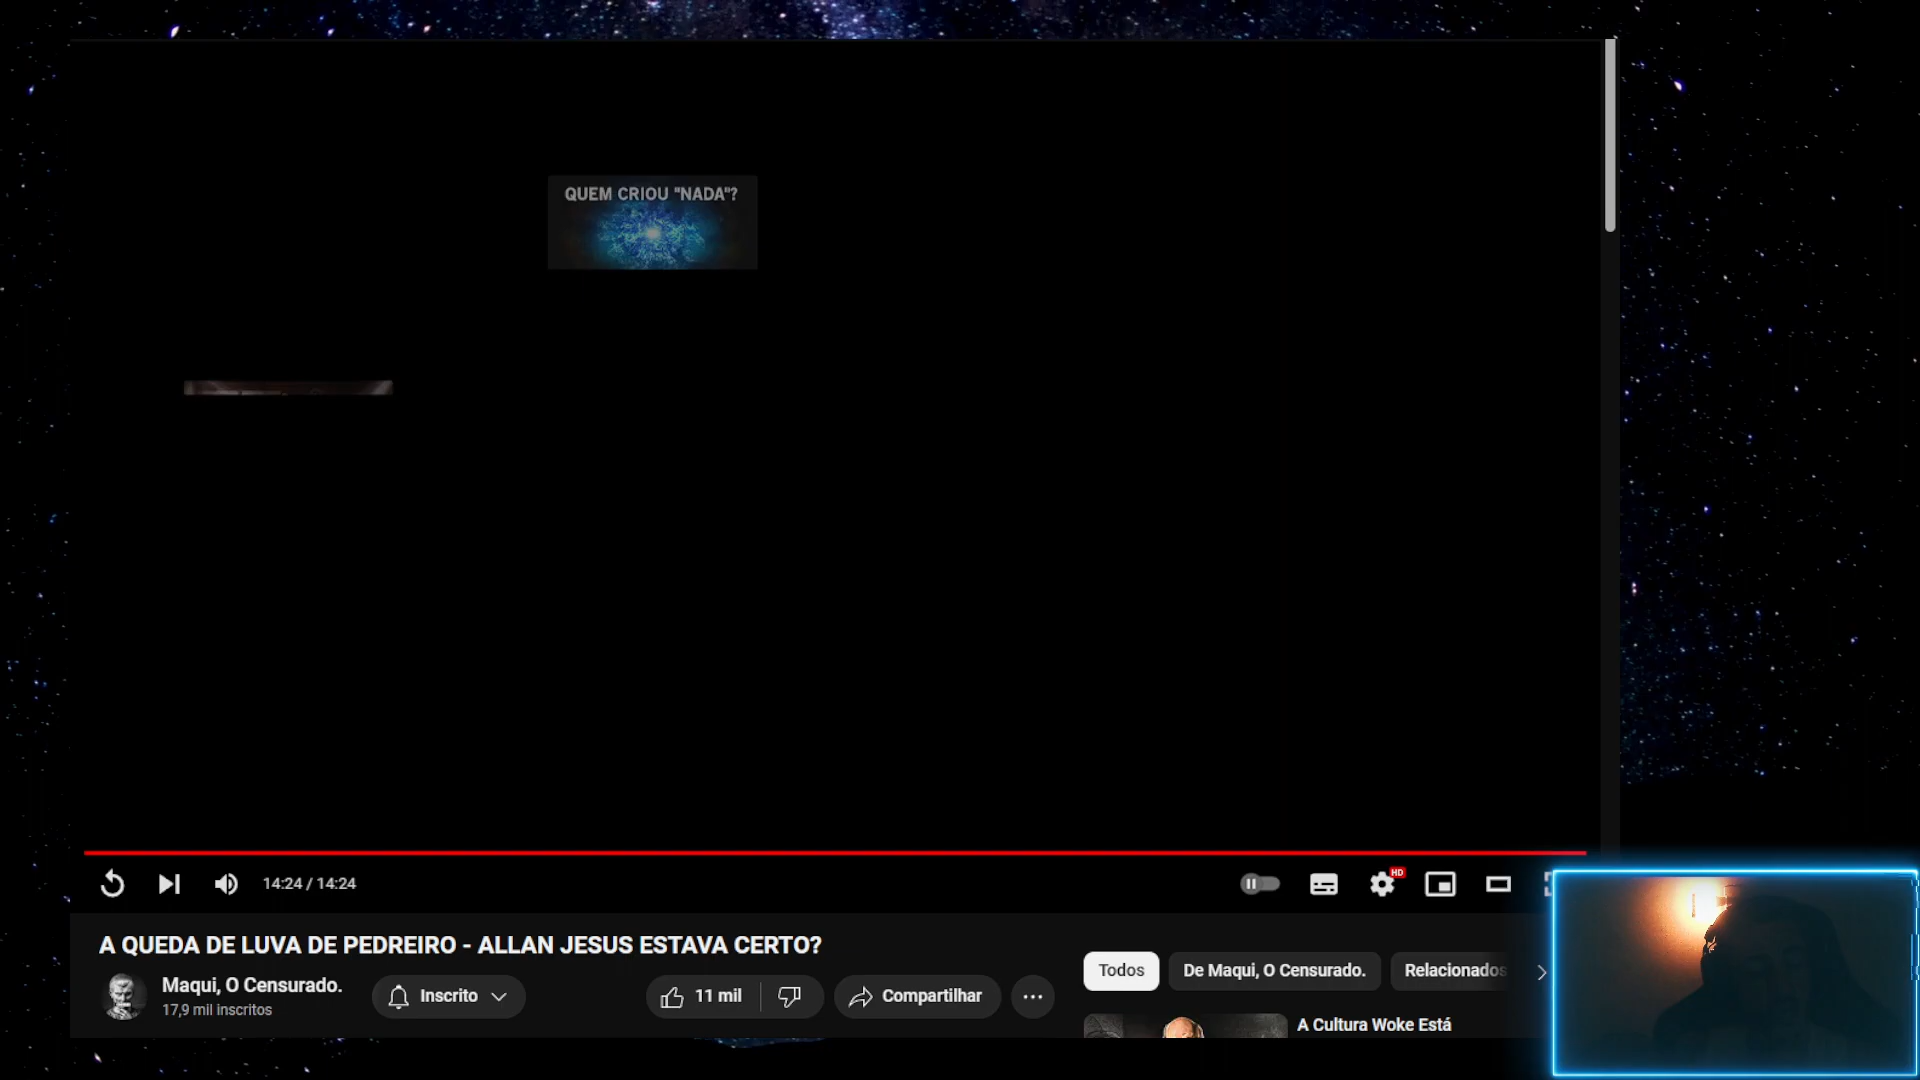 QUEM CRIOU "NADA"?
14:24 / 14:24
HD
A QUEDA DE LUVA DE PEDREIRO - ALLAN JESUS ESTAVA CERTO?
Maqui, O Censurado.
17,9 mil inscritos
Inscrito
11 mil
Compartilhar
Todos
De Maqui, O Censurado.
Relacionados
A Cultura Woke Está